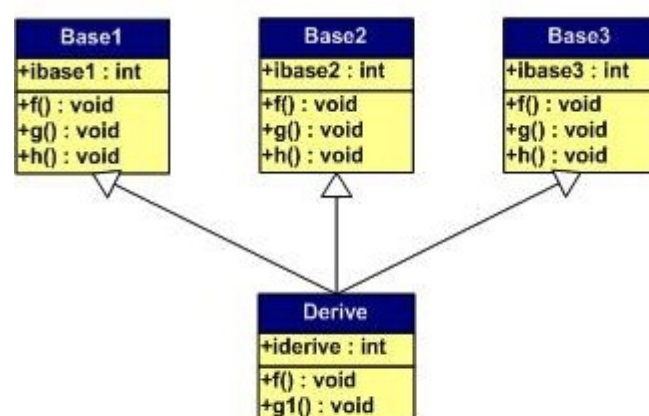 Base1
+ibase1 : int
+f() : void
+g() : void
+h() : void
Base2
+ibase2 : int
+f() : void
+g() : void
+h() : void
Base3
+ibase3 : int
+f() : void
+g() : void
+h() : void
Derive
+iderive : int
+f() : void
+g1() : void